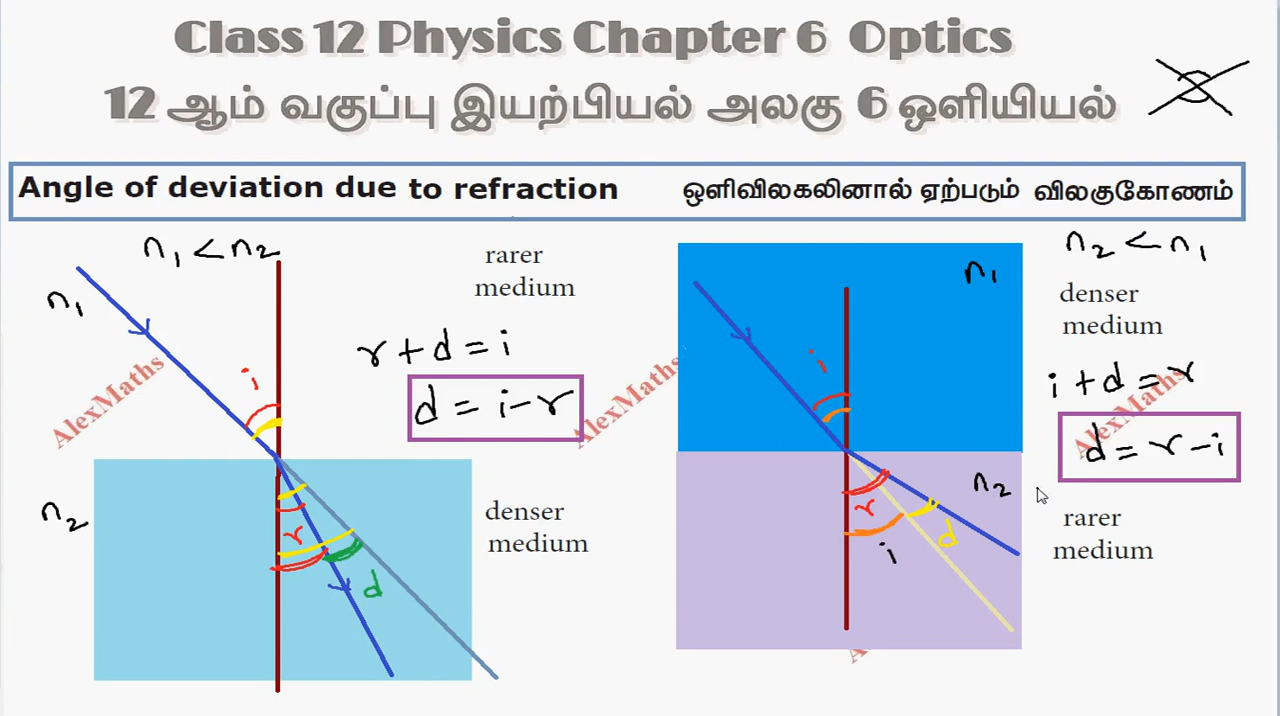 Class 12 Physics Chapter 6 Optics
12 ஆம் வகுப்பு இயற்பியல் அலகு 6 ஒளியியல்
Angle of deviation due to refraction
ஒளிவிலகலினால் ஏற்படும் விலகுகோணம்
n₁ < n₂
n₁
i
rarer
medium
r + d = i
d = i - r
n₂
r
d
denser
medium
AlexMaths
AlexMaths
n₂ < n₁
n₁
i
denser
medium
i + d = r
d = r - i
AlexMaths
n₂
r
i
d
rarer
medium